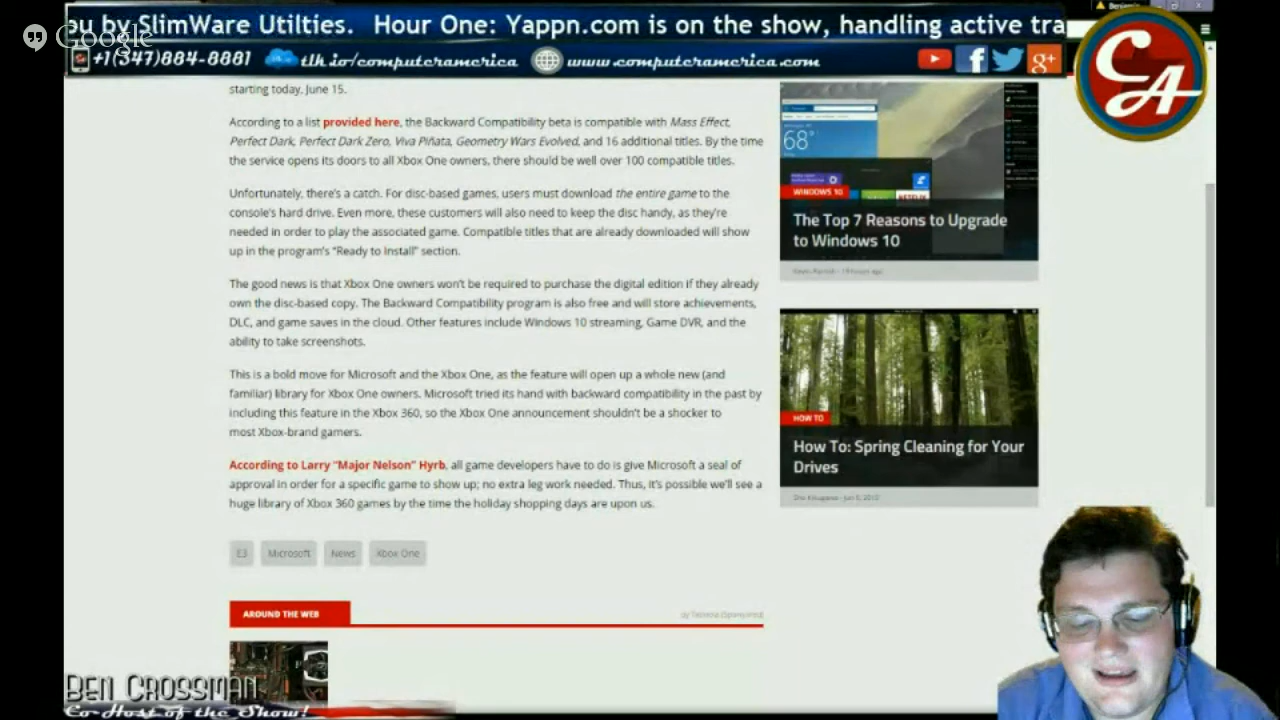 ou by SlimWare Utilties.   Hour One: Yappn.com is on the show, handling active tra
Google
+1(347)884-8881
tlk.io/computeramerica
www.computeramerica.com
CA
starting today, June 15.
According to a list provided here, the Backward Compatibility beta is compatible with Mass Effect,
Perfect Dark, Perfect Dark Zero, Viva Piñata, Geometry Wars Evolved, and 16 additional titles. By the time
the service opens its doors to all Xbox One owners, there should be well over 100 compatible titles.
Unfortunately, there's a catch. For disc-based games, users must download the entire game to the
console's hard drive. Even more, these customers will also need to keep the disc handy, as they're
needed in order to play the associated game. Compatible titles that are already downloaded will show
up in the program's "Ready to Install" section.
The good news is that Xbox One owners won't be required to purchase the digital edition if they already
own the disc-based copy. The Backward Compatibility program is also free and will store achievements,
DLC, and game saves in the cloud. Other features include Windows 10 streaming, Game DVR, and the
ability to take screenshots.
This is a bold move for Microsoft and the Xbox One, as the feature will open up a whole new (and
familiar) library for Xbox One owners. Microsoft tried its hand with backward compatibility in the past by
including this feature in the Xbox 360, so the Xbox One announcement shouldn't be a shocker to
most Xbox-brand gamers.
According to Larry "Major Nelson" Hyrb, all game developers have to do is give Microsoft a seal of
approval in order for a specific game to show up; no extra leg work needed. Thus, it's possible we'll see a
huge library of Xbox 360 games by the time the holiday shopping days are upon us.
E3
Microsoft
News
Xbox One
AROUND THE WEB
68°
WINDOWS 10
The Top 7 Reasons to Upgrade
to Windows 10
HOW TO
How To: Spring Cleaning for Your
Drives
BEN CROSSMAN
Co-Host of the Show!